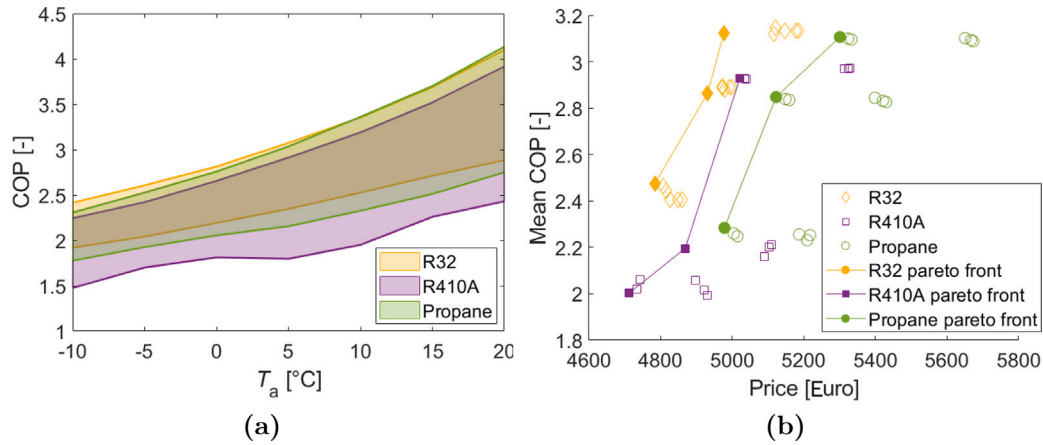 4.5
4
3.5
3
2.5
2
1.5
1
COP [-]
-10 -5 0 5 10 15 20
T_a [°C]
R32
R410A
Propane
(a)
3.2
3
2.8
2.6
2.4
2.2
2
1.8
Mean COP [-]
4600 4800 5000 5200 5400 5600 5800
Price [Euro]
R32
R410A
Propane
R32 pareto front
R410A pareto front
Propane pareto front
(b)